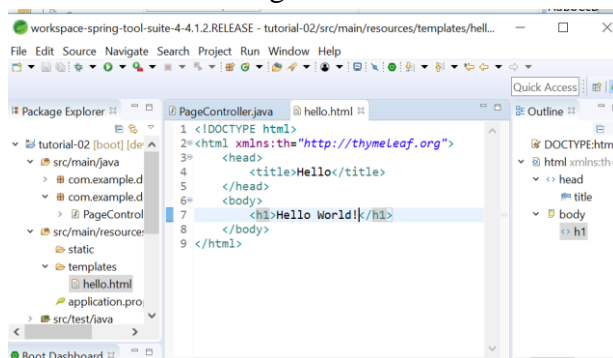 workspace-spring-tool-suite-4-4.1.2.RELEASE - tutorial-02/src/main/resources/templates/hell...
File Edit Source Navigate Search Project Run Window Help
Quick Access
Package Explorer
PageController.java
hello.html
Outline
tutorial-02 [boot] [de
src/main/java
com.example.d
com.example.d
PageControl
src/main/resources
static
templates
hello.html
application.pro
src/test/java
Boot Dashboard
1 <!DOCTYPE html>
2 <html xmlns:th="http://thymeleaf.org">
3 <head>
4 <title>Hello</title>
5 </head>
6 <body>
7 <h1>Hello World!</h1>
8 </body>
9 </html>
DOCTYPE:htm
html xmlns:th=
head
title
body
h1